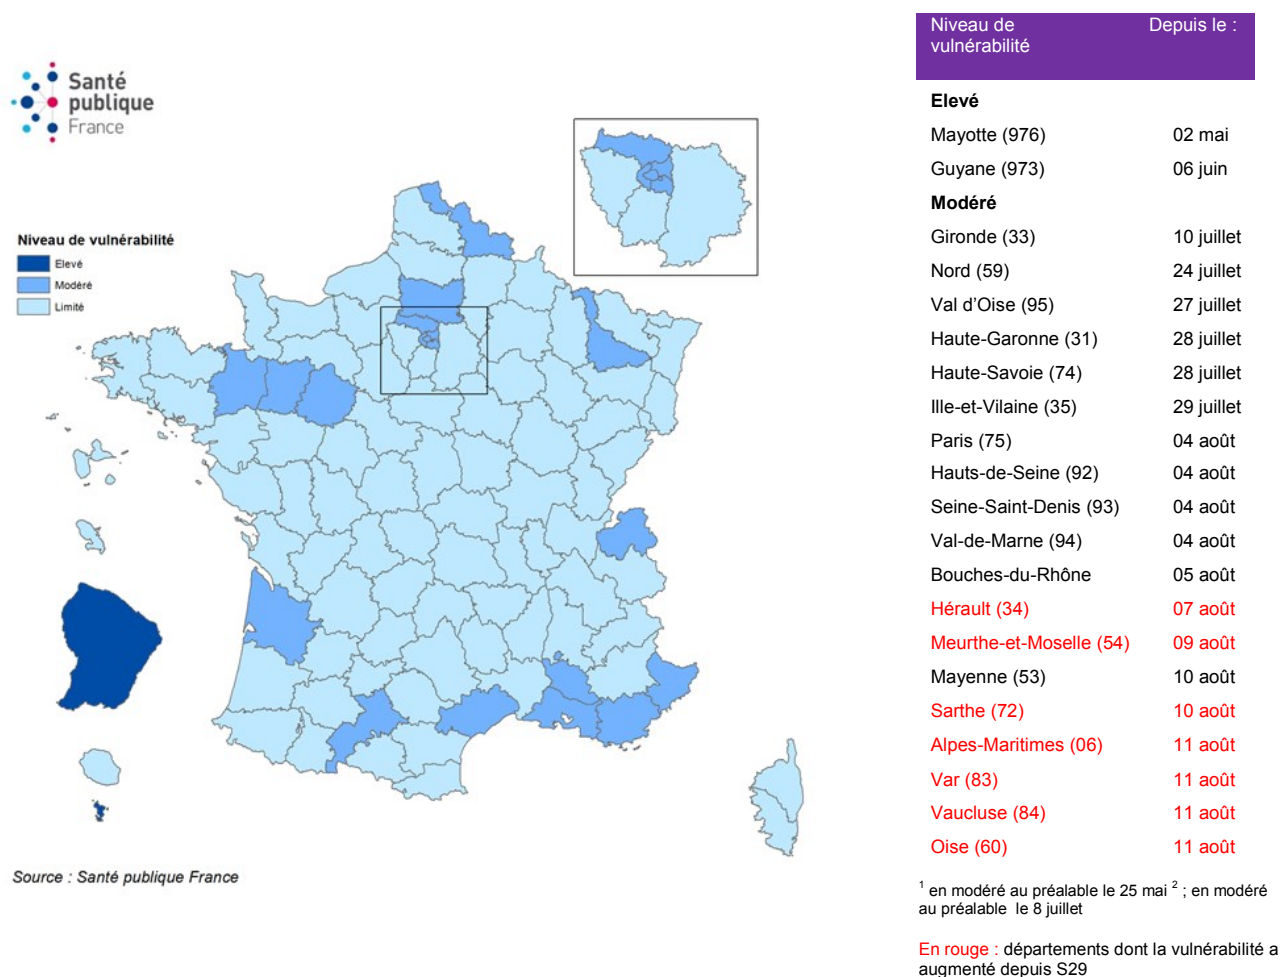 Santé
publique
France
Niveau de vulnérabilité
Elevé
Modéré
Limité
Source : Santé publique France
Niveau de vulnérabilité Depuis le :
Elevé
Mayotte (976) 02 mai
Guyane (973) 06 juin
Modéré
Gironde (33) 10 juillet
Nord (59) 24 juillet
Val d'Oise (95) 27 juillet
Haute-Garonne (31) 28 juillet
Haute-Savoie (74) 28 juillet
Ille-et-Vilaine (35) 29 juillet
Paris (75) 04 août
Hauts-de-Seine (92) 04 août
Seine-Saint-Denis (93) 04 août
Val-de-Marne (94) 04 août
Bouches-du-Rhône 05 août
Hérault (34) 07 août
Meurthe-et-Moselle (54) 09 août
Mayenne (53) 10 août
Sarthe (72) 10 août
Alpes-Maritimes (06) 11 août
Var (83) 11 août
Vaucluse (84) 11 août
Oise (60) 11 août
1 en modéré au préalable le 25 mai 2 ; en modéré
au préalable le 8 juillet
En rouge : départements dont la vulnérabilité a
augmenté depuis S29